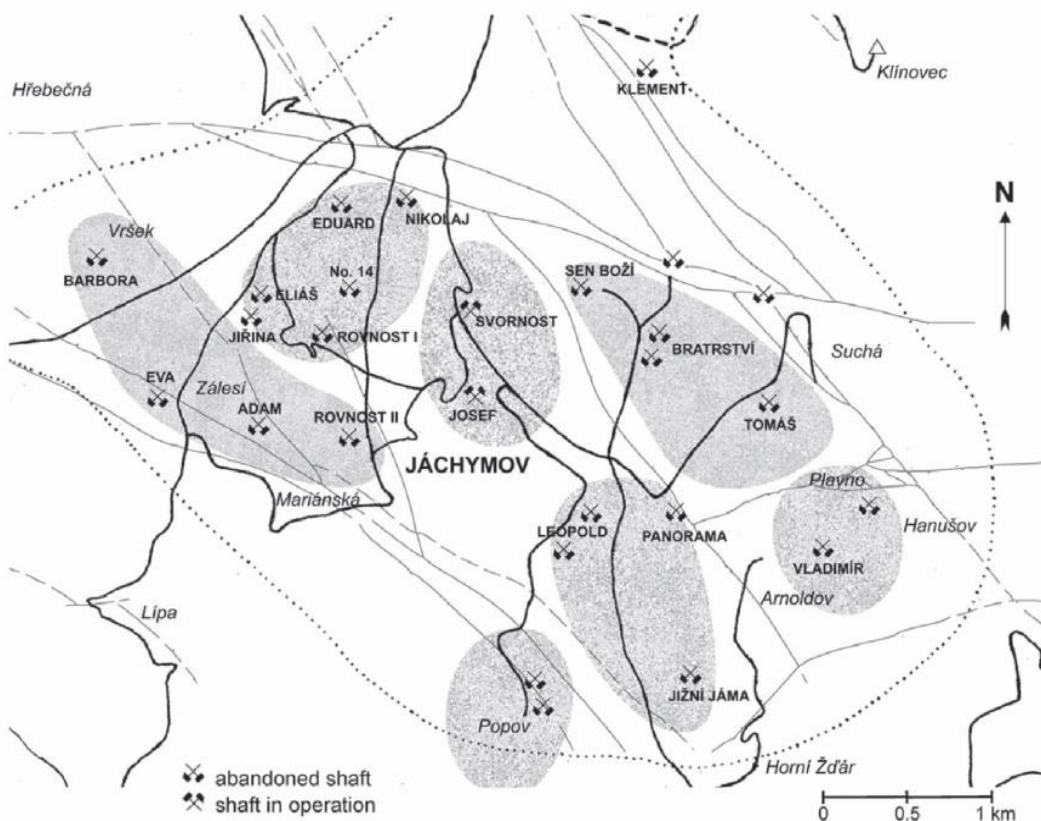 Klínovec
KLEMENT
Hřebečná
N
NIKOLAJ
EDUARD
Vršek
BARBORA
SEN BOŽÍ
No. 14
ELIÁŠ
SVORNOST
JIŘINA
ROVNOST I
BRATRSTVÍ
Suchá
EVA
Zálesí
ADAM
ROVNOST II
JOSEF
TOMÁŠ
JÁCHYMOV
Mariánská
Plavno
Hanušov
LEOPOLD
PANORAMA
VLADIMÍR
Arnoldov
Lípa
JIŽNÍ JÁMA
Popov
Horní Žďár
abandoned shaft
shaft in operation
0 0.5 1 km